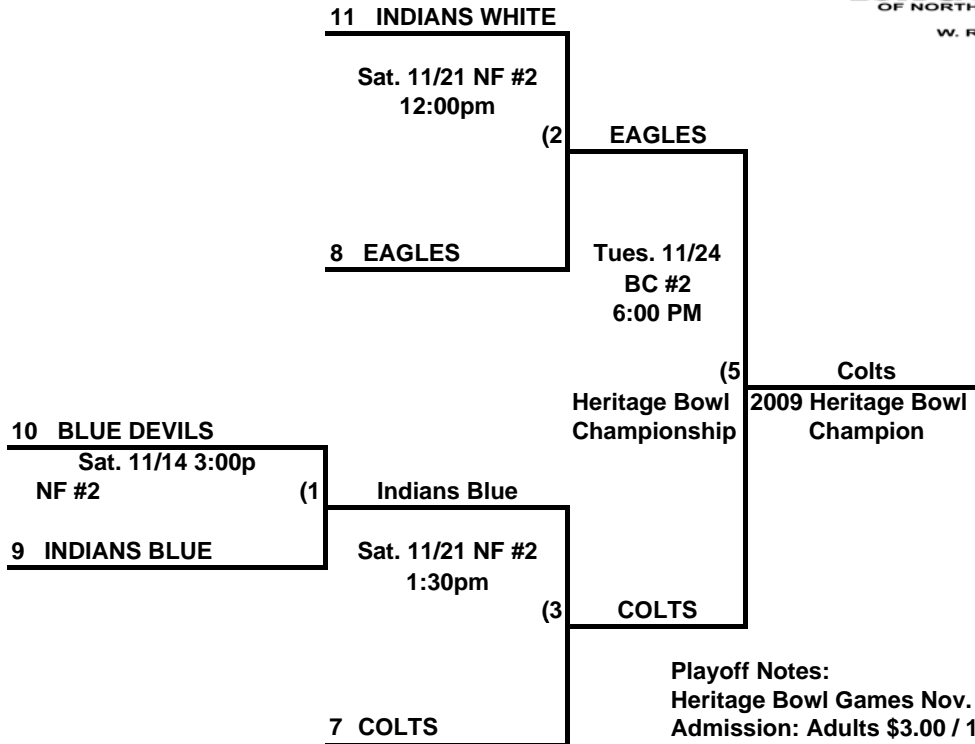 OF NORTH
W. R
11 INDIANS WHITE
Sat. 11/21 NF #2
12:00pm
(2 EAGLES
8 EAGLES
Tues. 11/24
BC #2
6:00 PM
(5 Colts
Heritage Bowl
Championship
2009 Heritage Bowl
Champion
10 BLUE DEVILS
Sat. 11/14 3:00p
NF #2 (1
Indians Blue
9 INDIANS BLUE
Sat. 11/21 NF #2
1:30pm
(3 COLTS
7 COLTS
Playoff Notes:
Heritage Bowl Games Nov.
Admission: Adults $3.00 / 1